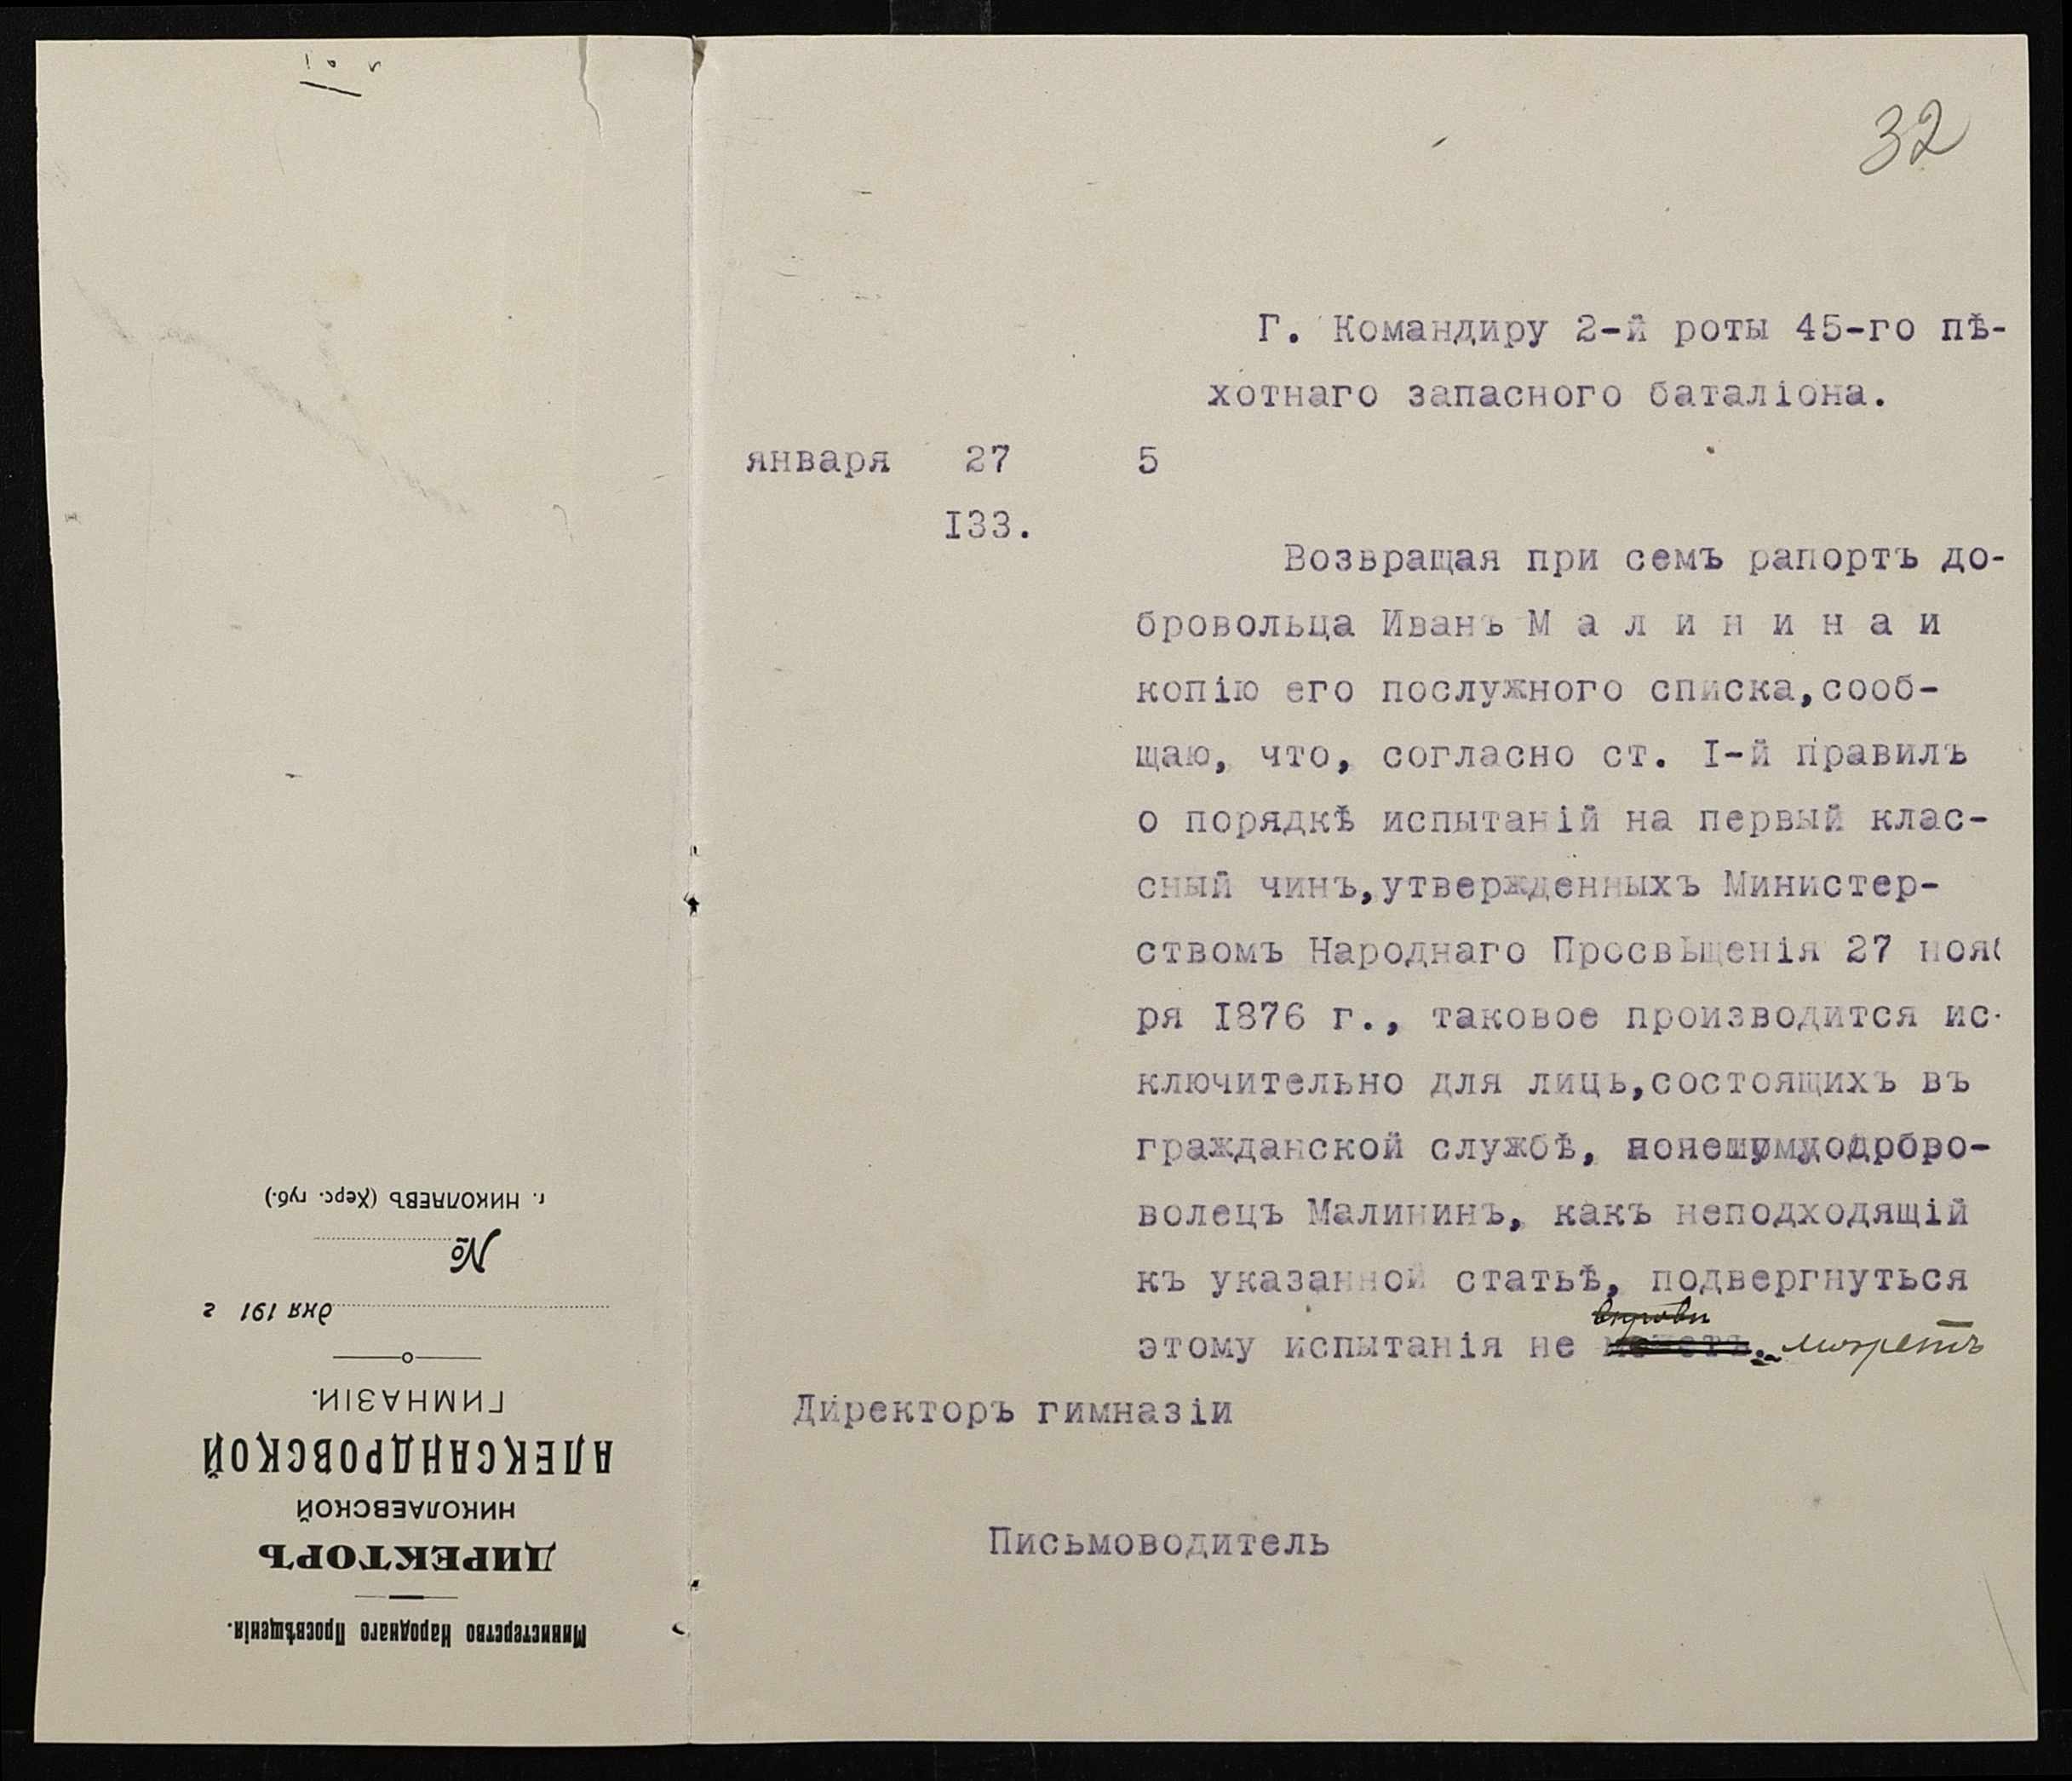 32
Г. Командиру 2-й роты 45-го пѣ-
хотнаго запасного баталіона.
января 27 5
I33.
Возвращая при семъ рапортъ до-
бровольца Иванъ М а л и н и н а и
копію его послужного списка,сооб-
щаю, что, согласно ст. I-й правилъ
о порядкѣ испытаній на первый клас-
сный чинъ,утвержденныхъ Министер-
ствомъ Народнаго Просвѣщенія 27 нояб
ря I876 г., таковое производится ис-
ключительно для лицъ,состоящихъ въ
гражданской службѣ,
волецъ Малининъ, какъ неподходящій
къ указанной статьѣ, подвергнуться
этому испытанія не можетъ. можетъ
Директоръ гимназіи
Письмоводитель
Министерство Народнаго Просвѣщенія.
ДИРЕКТОРЪ
НИКОЛАЕВСКОЙ
АЛЕКСАНДРОВСКОЙ
ГИМНАЗІИ.
дня 191 г
№
г. НИКОЛАЕВЪ (Херс. губ.)